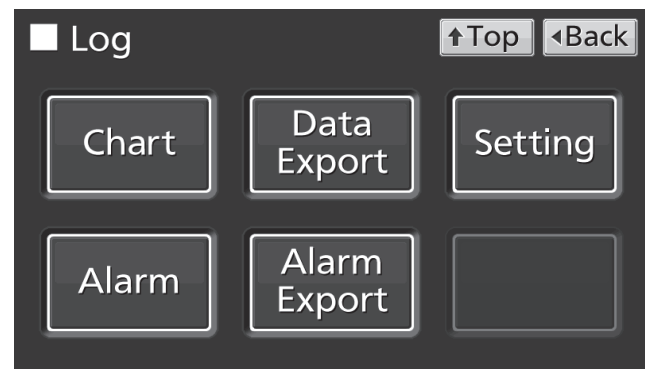 Log
↑Top
◂Back
Chart
Data
Export
Setting
Alarm
Alarm
Export